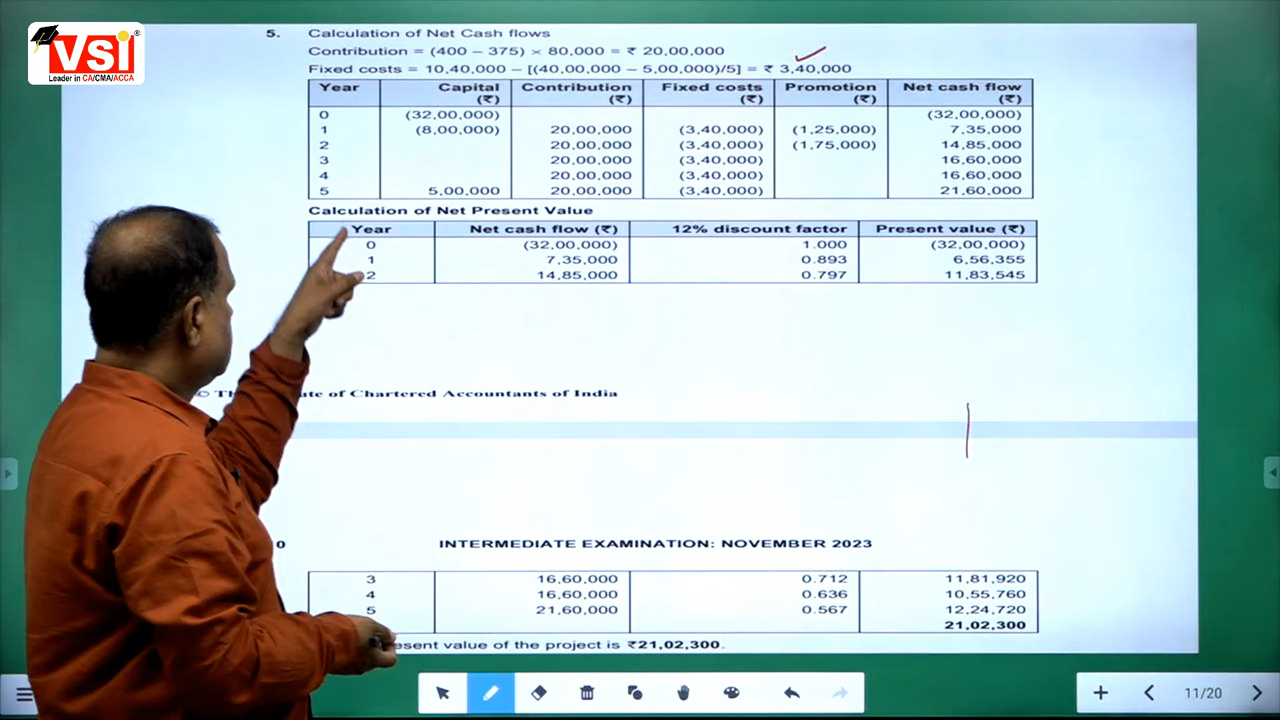 VSI
®
Leader in CA/CMA/ACCA
5. Calculation of Net Cash flows
Contribution = (400 – 375) × 80,000 = ₹ 20,00,000
Fixed costs = 10,40,000 – [(40,00,000 – 5,00,000)/5] = ₹ 3,40,000
Year Capital (₹) Contribution (₹) Fixed costs (₹) Promotion (₹) Net cash flow (₹)
0 (32,00,000) (32,00,000)
1 (8,00,000) 20,00,000 (3,40,000) (1,25,000) 7,35,000
2 20,00,000 (3,40,000) (1,75,000) 14,85,000
3 20,00,000 (3,40,000) 16,60,000
4 20,00,000 (3,40,000) 16,60,000
5 5,00,000 20,00,000 (3,40,000) 21,60,000
Calculation of Net Present Value
Year Net cash flow (₹) 12% discount factor Present value (₹)
0 (32,00,000) 1.000 (32,00,000)
1 7,35,000 0.893 6,56,355
2 14,85,000 0.797 11,83,545
© of Chartered Accountants of India
INTERMEDIATE EXAMINATION: NOVEMBER 2023
3 16,60,000 0.712 11,81,920
4 16,60,000 0.636 10,55,760
5 21,60,000 0.567 12,24,720
21,02,300
value of the project is ₹21,02,300.
11/20